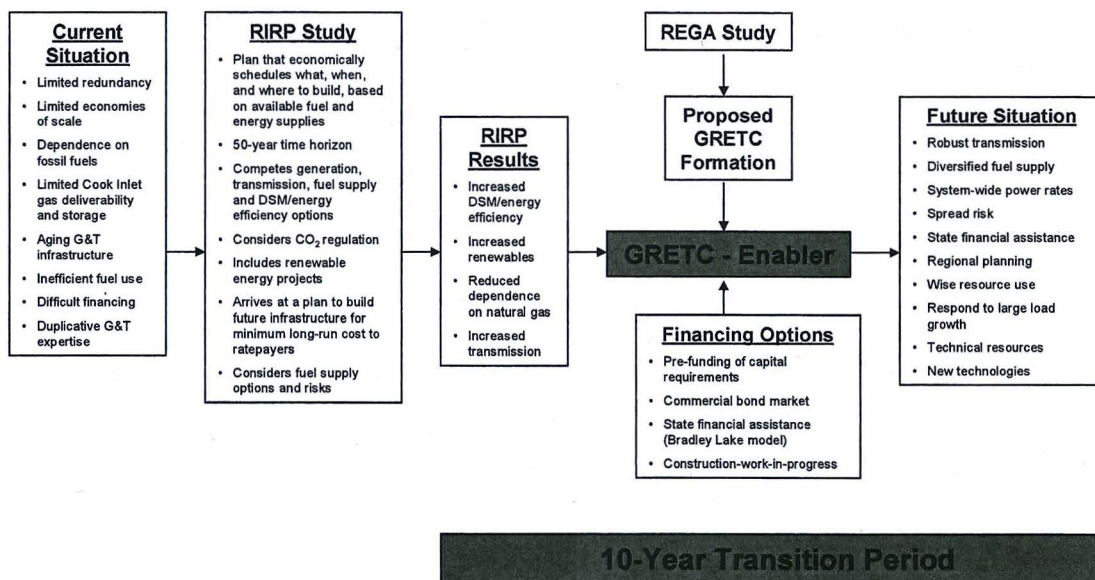 Current
Situation
• Limited redundancy
• Limited economies
of scale
• Dependence on
fossil fuels
• Limited Cook Inlet
gas deliverability
and storage
• Aging G&T
infrastructure
• Inefficient fuel use
• Difficult financing
• Duplicative G&T
expertise
RIRP Study
• Plan that economically
schedules what, when,
and where to build, based
on available fuel and
energy supplies
• 50-year time horizon
• Competes generation,
transmission, fuel supply
and DSM/energy
efficiency options
• Considers CO₂ regulation
• Includes renewable
energy projects
• Arrives at a plan to build
future infrastructure for
minimum long-run cost to
ratepayers
• Considers fuel supply
options and risks
RIRP
Results
• Increased
DSM/energy
efficiency
• Increased
renewables
• Reduced
dependence
on natural gas
• Increased
transmission
REGA Study
Proposed
GRETC
Formation
GRETC - Enabler
Financing Options
• Pre-funding of capital
requirements
• Commercial bond market
• State financial assistance
(Bradley Lake model)
• Construction-work-in-progress
Future Situation
• Robust transmission
• Diversified fuel supply
• System-wide power rates
• Spread risk
• State financial assistance
• Regional planning
• Wise resource use
• Respond to large load
growth
• Technical resources
• New technologies
10-Year Transition Period